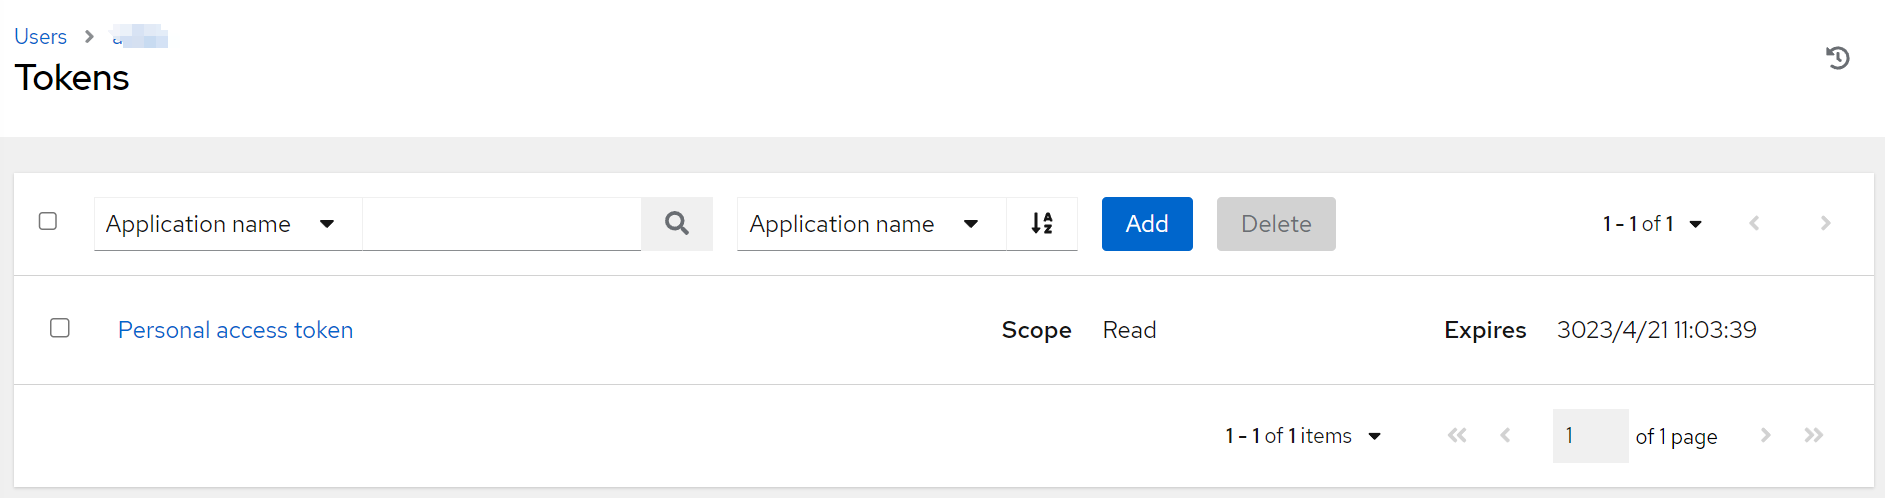 Users
Tokens
Application name Application name Add Delete 1 - 1 of 1
Personal access token Scope Read Expires 3023/4/21 11:03:39
1 - 1 of 1 items 1 of 1 page